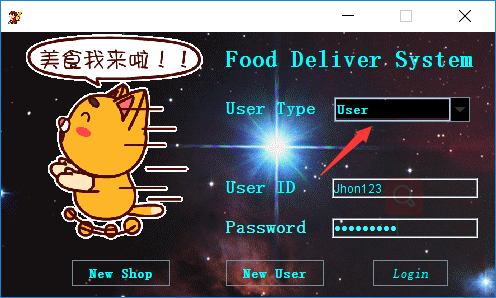 美食我来啦！！
Food Deliver System
User Type
User
User ID
Jhon123
Password
●●●●●●●●●
New Shop
New User
Login